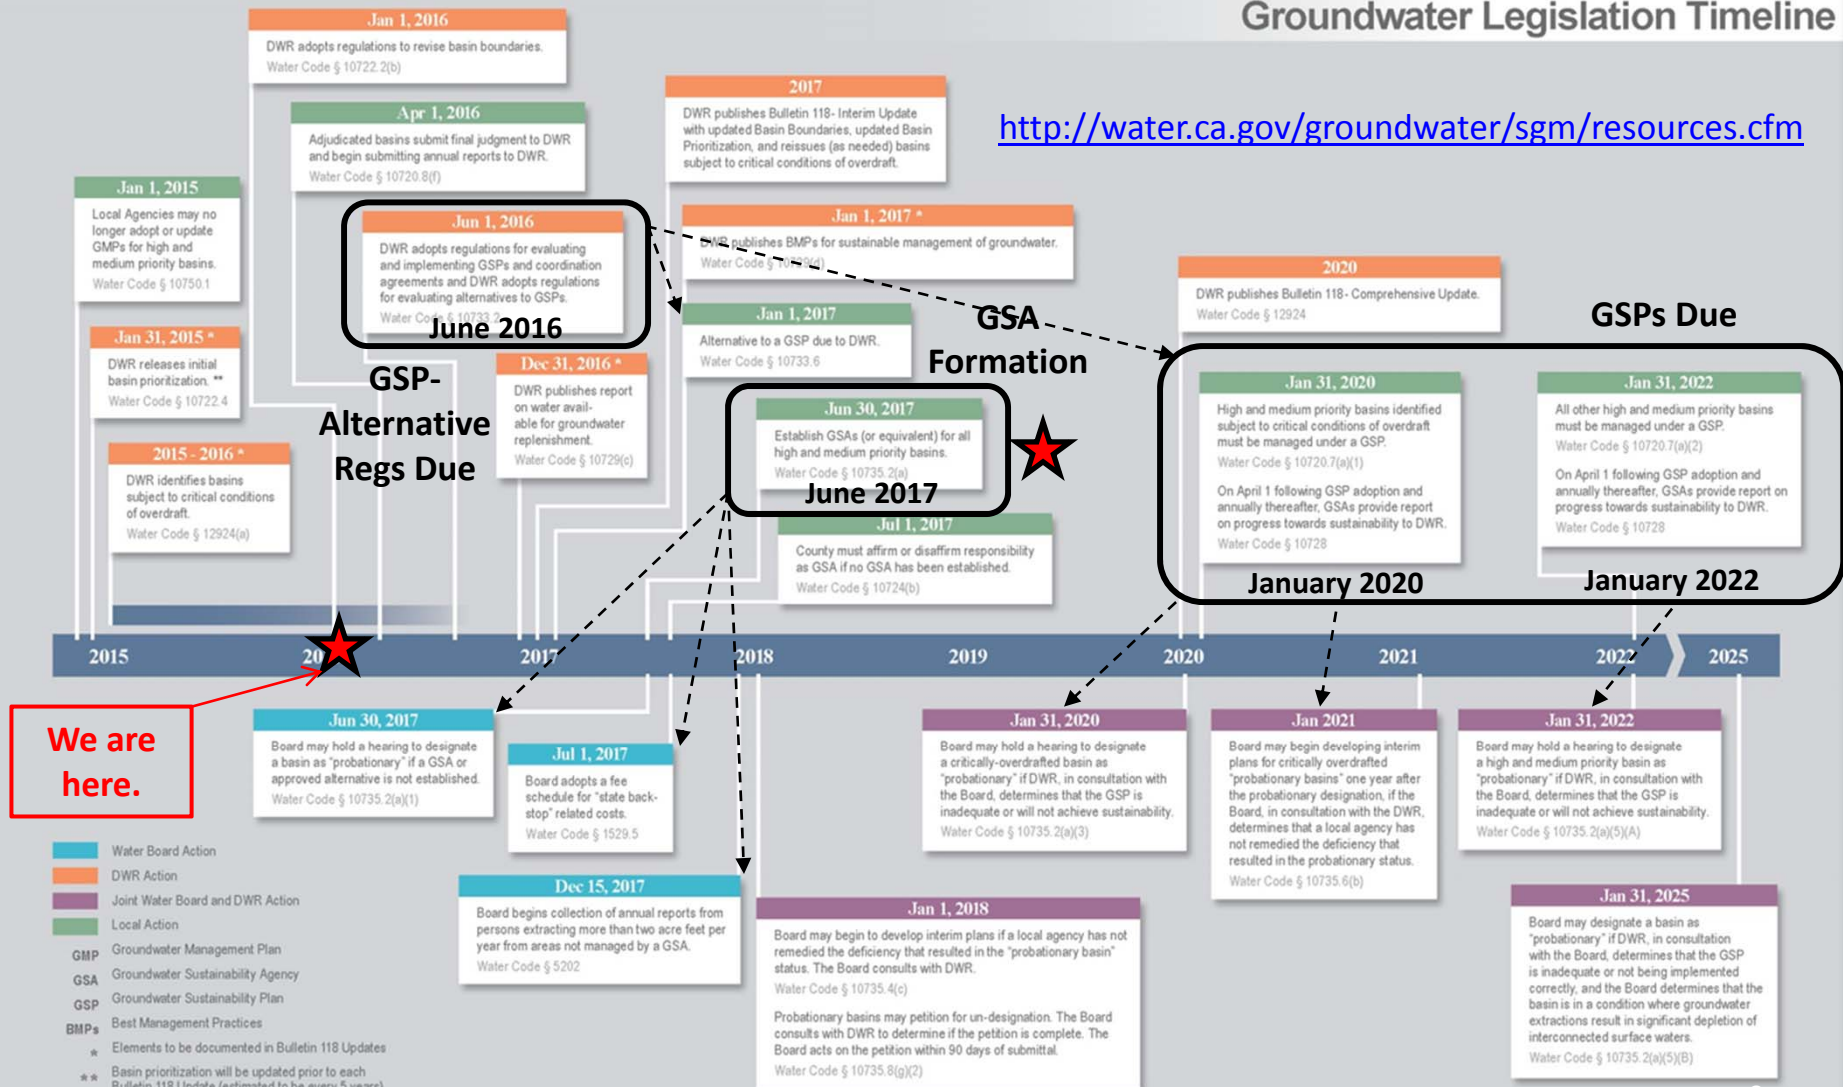 Groundwater Legislation Timeline
http://water.ca.gov/groundwater/sgm/resources.cfm
Jan 1, 2016
DWR adopts regulations to revise basin boundaries.
Water Code § 10722.2(b)
Apr 1, 2016
Adjudicated basins submit final judgment to DWR
and begin submitting annual reports to DWR.
Water Code § 10720.8(f)
Jan 1, 2015
Local Agencies may no
longer adopt or update
GMPs for high and
medium priority basins.
Water Code § 10750.1
Jan 31, 2015 *
DWR releases initial
basin prioritization. **
Water Code § 10722.4
2015 - 2016 *
DWR identifies basins
subject to critical conditions
of overdraft.
Water Code § 12924(a)
Jun 1, 2016
DWR adopts regulations for evaluating
and implementing GSPs and coordination
agreements and DWR adopts regulations
for evaluating alternatives to GSPs.
Water Code § 10733.2
June 2016
GSP-
Alternative
Regs Due
Dec 31, 2016 *
DWR publishes report
on water avail-
able for groundwater
replenishment.
Water Code § 10729(c)
2017
DWR publishes Bulletin 118- Interim Update
with updated Basin Boundaries, updated Basin
Prioritization, and reissues (as needed) basins
subject to critical conditions of overdraft.
Jan 1, 2017 *
DWR publishes BMPs for sustainable management of groundwater.
Water Code § 10729(d)
Jan 1, 2017
Alternative to a GSP due to DWR.
Water Code § 10733.6
GSA
Formation
Jun 30, 2017
Establish GSAs (or equivalent) for all
high and medium priority basins.
Water Code § 10735.2(a)
June 2017
Jul 1, 2017
County must affirm or disaffirm responsibility
as GSA if no GSA has been established.
Water Code § 10724(b)
2020
DWR publishes Bulletin 118- Comprehensive Update.
Water Code § 12924
GSPs Due
Jan 31, 2020
High and medium priority basins identified
subject to critical conditions of overdraft
must be managed under a GSP.
Water Code § 10720.7(a)(1)
On April 1 following GSP adoption and
annually thereafter, GSAs provide report
on progress towards sustainability to DWR.
Water Code § 10728
January 2020
Jan 31, 2022
All other high and medium priority basins
must be managed under a GSP.
Water Code § 10720.7(a)(2)
On April 1 following GSP adoption and
annually thereafter, GSAs provide report on
progress towards sustainability to DWR.
Water Code § 10728
January 2022
2015 2017 2018 2019 2020 2021 2022 2025
We are
here.
Jun 30, 2017
Board may hold a hearing to designate
a basin as "probationary" if a GSA or
approved alternative is not established.
Water Code § 10735.2(a)(1)
Jul 1, 2017
Board adopts a fee
schedule for "state back-
stop" related costs.
Water Code § 1529.5
Dec 15, 2017
Board begins collection of annual reports from
persons extracting more than two acre feet per
year from areas not managed by a GSA.
Water Code § 5202
Jan 1, 2018
Board may begin to develop interim plans if a local agency has not
remedied the deficiency that resulted in the "probationary basin"
status. The Board consults with DWR.
Water Code § 10735.4(c)
Probationary basins may petition for un-designation. The Board
consults with DWR to determine if the petition is complete. The
Board acts on the petition within 90 days of submittal.
Water Code § 10735.8(g)(2)
Jan 31, 2020
Board may hold a hearing to designate
a critically-overdrafted basin as
"probationary" if DWR, in consultation with
the Board, determines that the GSP is
inadequate or will not achieve sustainability.
Water Code § 10735.2(a)(3)
Jan 2021
Board may begin developing interim
plans for critically overdrafted
"probationary basins" one year after
the probationary designation, if the
Board, in consultation with the DWR,
determines that a local agency has
not remedied the deficiency that
resulted in the probationary status.
Water Code § 10735.6(b)
Jan 31, 2022
Board may hold a hearing to designate
a high and medium priority basin as
"probationary" if DWR, in consultation with
the Board, determines that the GSP is
inadequate or will not achieve sustainability.
Water Code § 10735.2(a)(5)(A)
Jan 31, 2025
Board may designate a basin as
"probationary" if DWR, in consultation
with the Board, determines that the GSP
is inadequate or not being implemented
correctly, and the Board determines that the
basin is in a condition where groundwater
extractions result in significant depletion of
interconnected surface waters.
Water Code § 10735.2(a)(5)(B)
Water Board Action
DWR Action
Joint Water Board and DWR Action
Local Action
GMP Groundwater Management Plan
GSA Groundwater Sustainability Agency
GSP Groundwater Sustainability Plan
BMPs Best Management Practices
* Elements to be documented in Bulletin 118 Updates
** Basin prioritization will be updated prior to each
Bulletin 118 Update (estimated to be every 5 years)